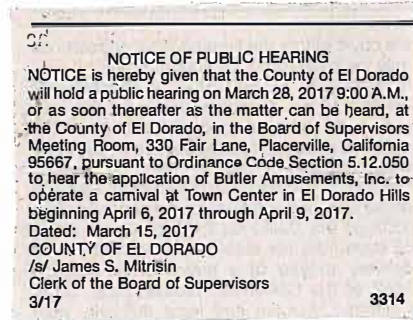 NOTICE OF PUBLIC HEARING
NOTICE is hereby given that the County of El Dorado
will hold a public hearing on March 28, 2017 9:00 A.M.,
or as soon thereafter as the matter can be heard, at
the County of El Dorado, in the Board of Supervisors
Meeting Room, 330 Fair Lane, Placerville, California
95667, pursuant to Ordinance Code Section 5.12.050
to hear the application of Butler Amusements, Inc. to
operate a carnival at Town Center in El Dorado Hills
beginning April 6, 2017 through April 9, 2017.
Dated: March 15, 2017
COUNTY OF EL DORADO
/s/ James S. Mitrisin
Clerk of the Board of Supervisors
3/17 3314